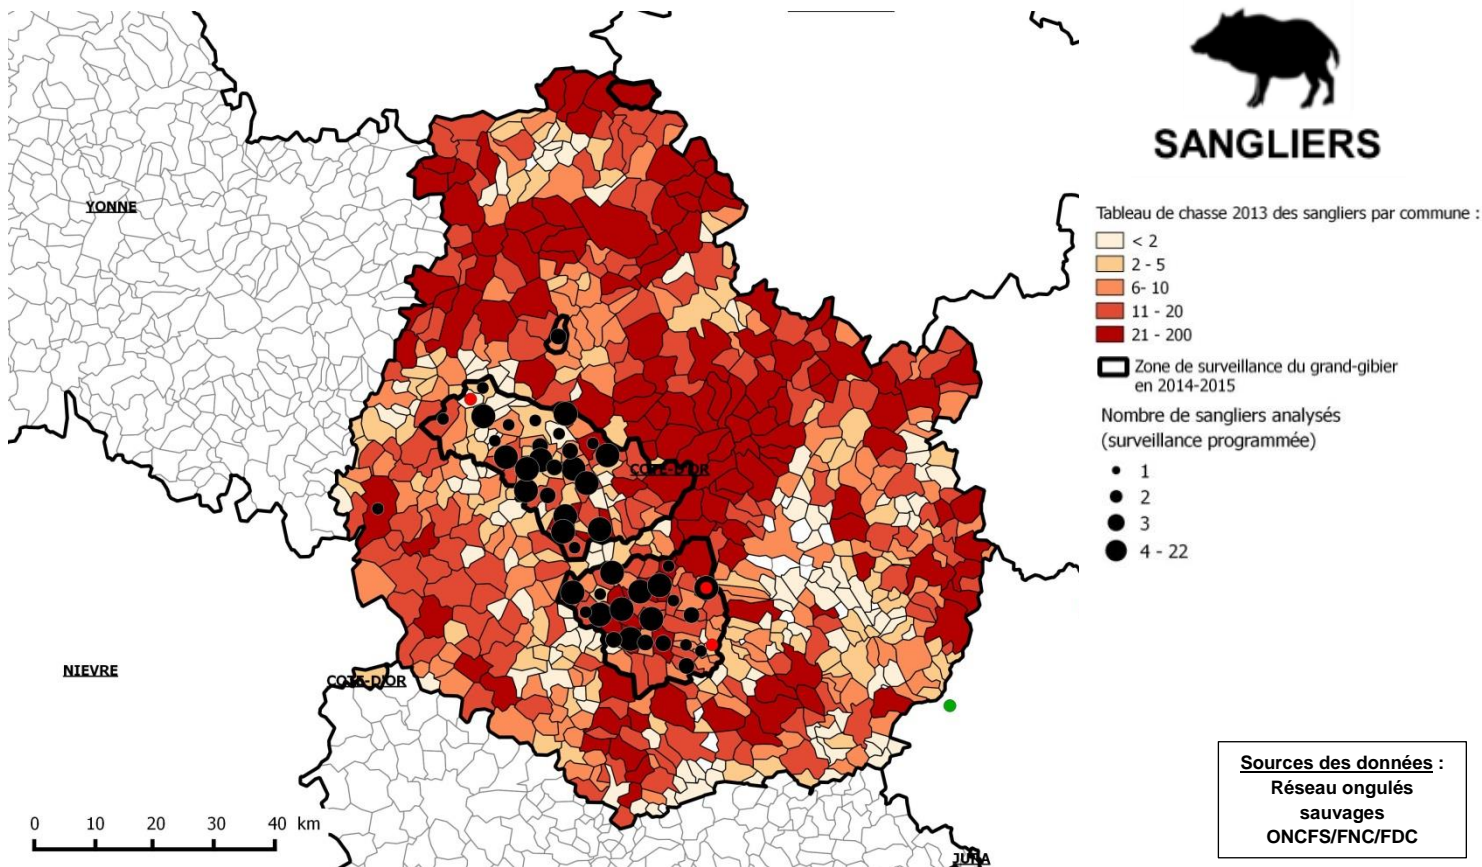 SANGLIERS
Tableau de chasse 2013 des sangliers par commune :
< 2
2 - 5
6- 10
11 - 20
21 - 200
Zone de surveillance du grand-gibier
en 2014-2015
Nombre de sangliers analysés
(surveillance programmée)
1
2
3
4 - 22
YONNE
COTE-D'OR
NIEVRE
COTE-D'OR
JURA
0 10 20 30 40 km
Sources des données :
Réseau ongulés
sauvages
ONCFS/FNC/FDC